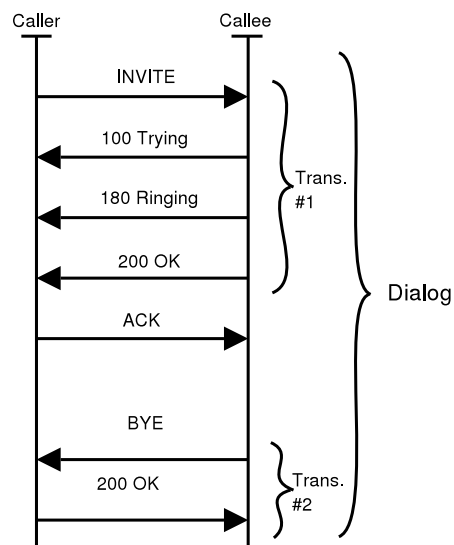 Caller
Callee
INVITE
100 Trying
180 Ringing
Trans.
#1
200 OK
Dialog
ACK
BYE
200 OK
Trans.
#2